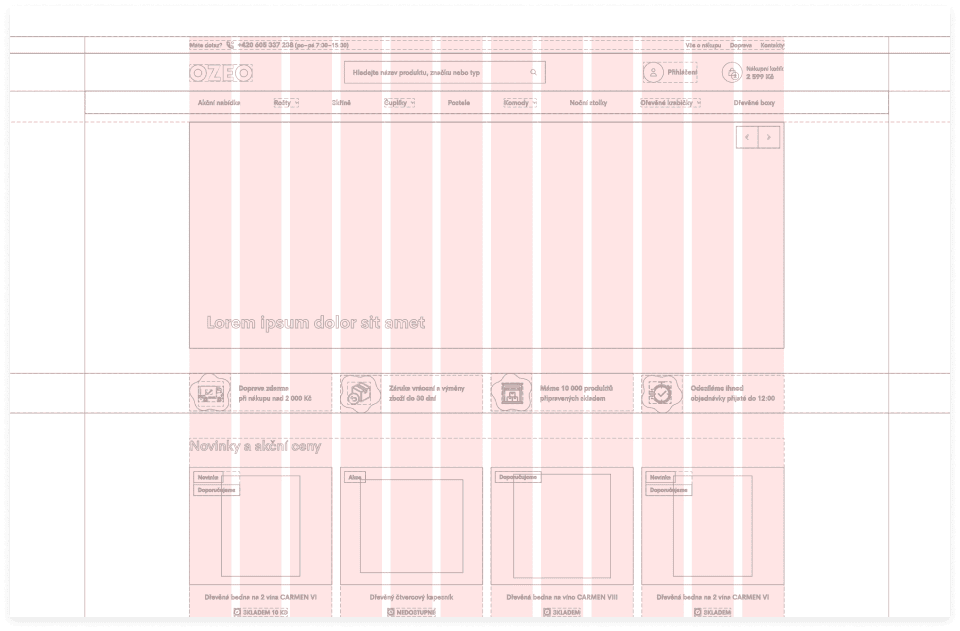 Máte dotaz? +420 605 327 338 (po–pá 7:30–15:30) Vše o nákupu Doprava Kontakty
OZEO Hledejte název produktu, značku nebo typ Přihlášení Nákupní košík
2 599 Kč
Akční nabídka Rošty Skříně Čuplíky Postele Komody Noční stolky Dřevěné krabičky Dřevěné boxy
Lorem ipsum dolor sit amet
Doprava zdarma
při nákupu nad 2 000 Kč
Záruka vrácení a výměny
zboží do 30 dní
Máme 10 000 produktů
připravených skladem
Odesíláme ihned
objednávky přijaté do 12:00
Novinky a akční ceny
Novinka Akce Doporučujeme Novinka
Doporučujeme Doporučujeme
Dřevěná bedna na 2 vína CARMEN VI Dřevěný čtvercový kapesník Dřevěná bedna na víno CARMEN VIII Dřevěná bedna na 2 vína CARMEN VI
SKLADEM 10 KS NEDOSTUPNÉ SKLADEM SKLADEM